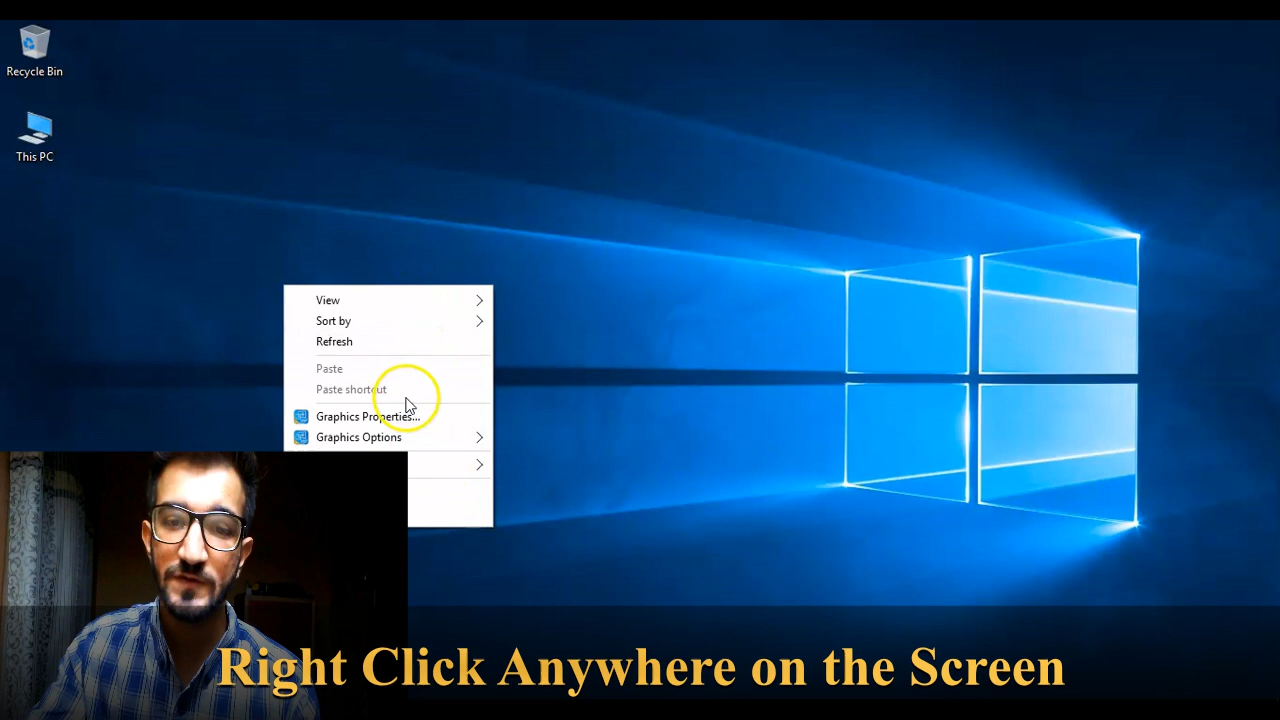 Recycle Bin
This PC
View
Sort by
Refresh
Paste
Paste shortcut
Graphics Properties...
Graphics Options
Right Click Anywhere on the Screen